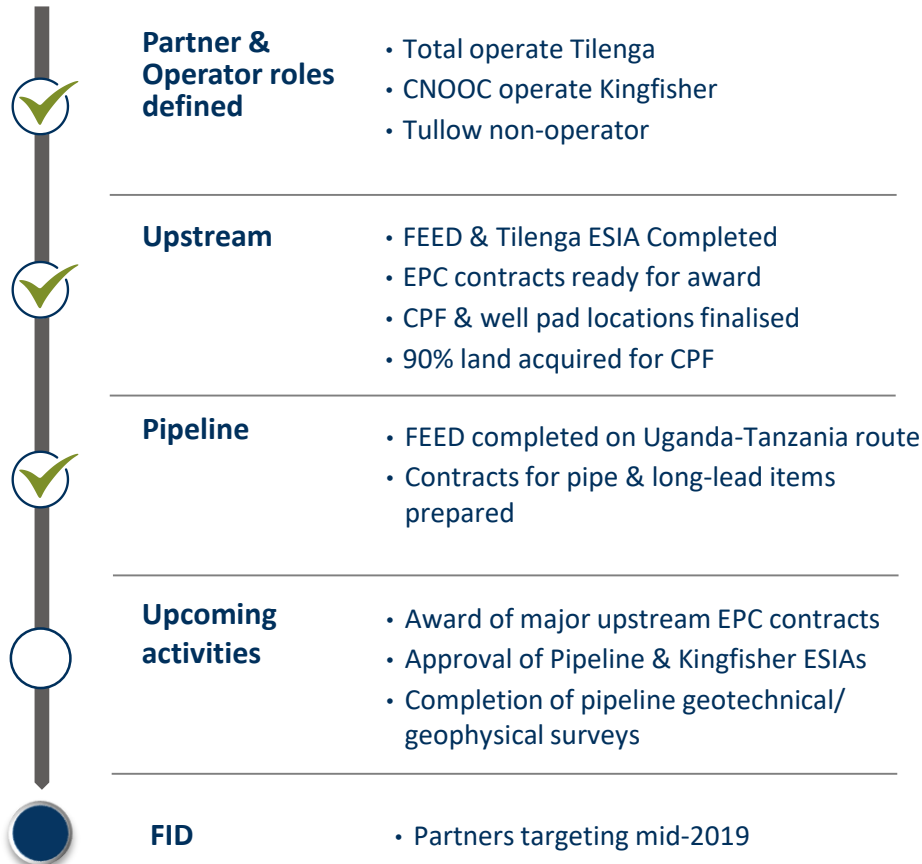 Partner &
Operator roles
defined
• Total operate Tilenga
• CNOOC operate Kingfisher
• Tullow non-operator
Upstream
• FEED & Tilenga ESIA Completed
• EPC contracts ready for award
• CPF & well pad locations finalised
• 90% land acquired for CPF
Pipeline
• FEED completed on Uganda-Tanzania route
• Contracts for pipe & long-lead items
prepared
Upcoming
activities
• Award of major upstream EPC contracts
• Approval of Pipeline & Kingfisher ESIAs
• Completion of pipeline geotechnical/
geophysical surveys
FID
• Partners targeting mid-2019